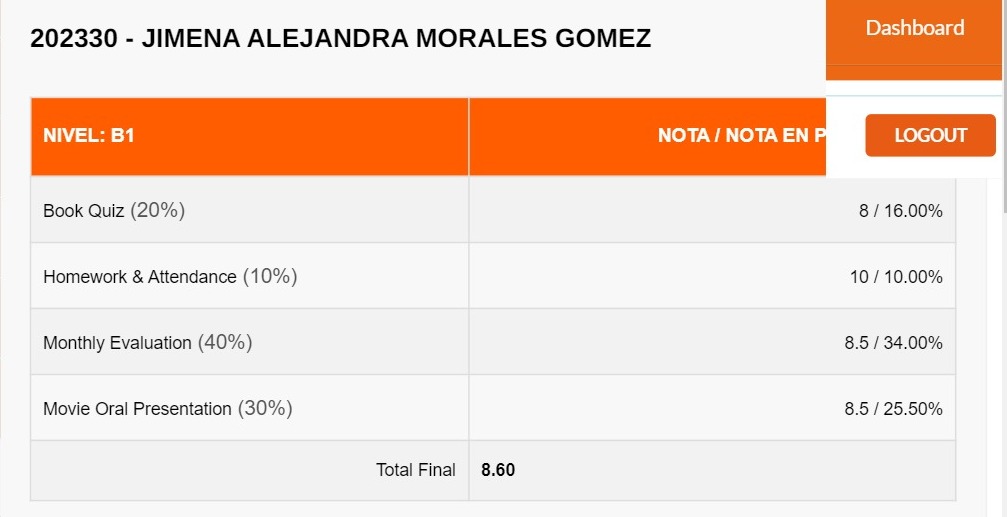 202330 - JIMENA ALEJANDRA MORALES GOMEZ
Dashboard
LOGOUT
NIVEL: B1 NOTA / NOTA EN P
Book Quiz (20%) 8 / 16.00%
Homework & Attendance (10%) 10 / 10.00%
Monthly Evaluation (40%) 8.5 / 34.00%
Movie Oral Presentation (30%) 8.5 / 25.50%
Total Final 8.60